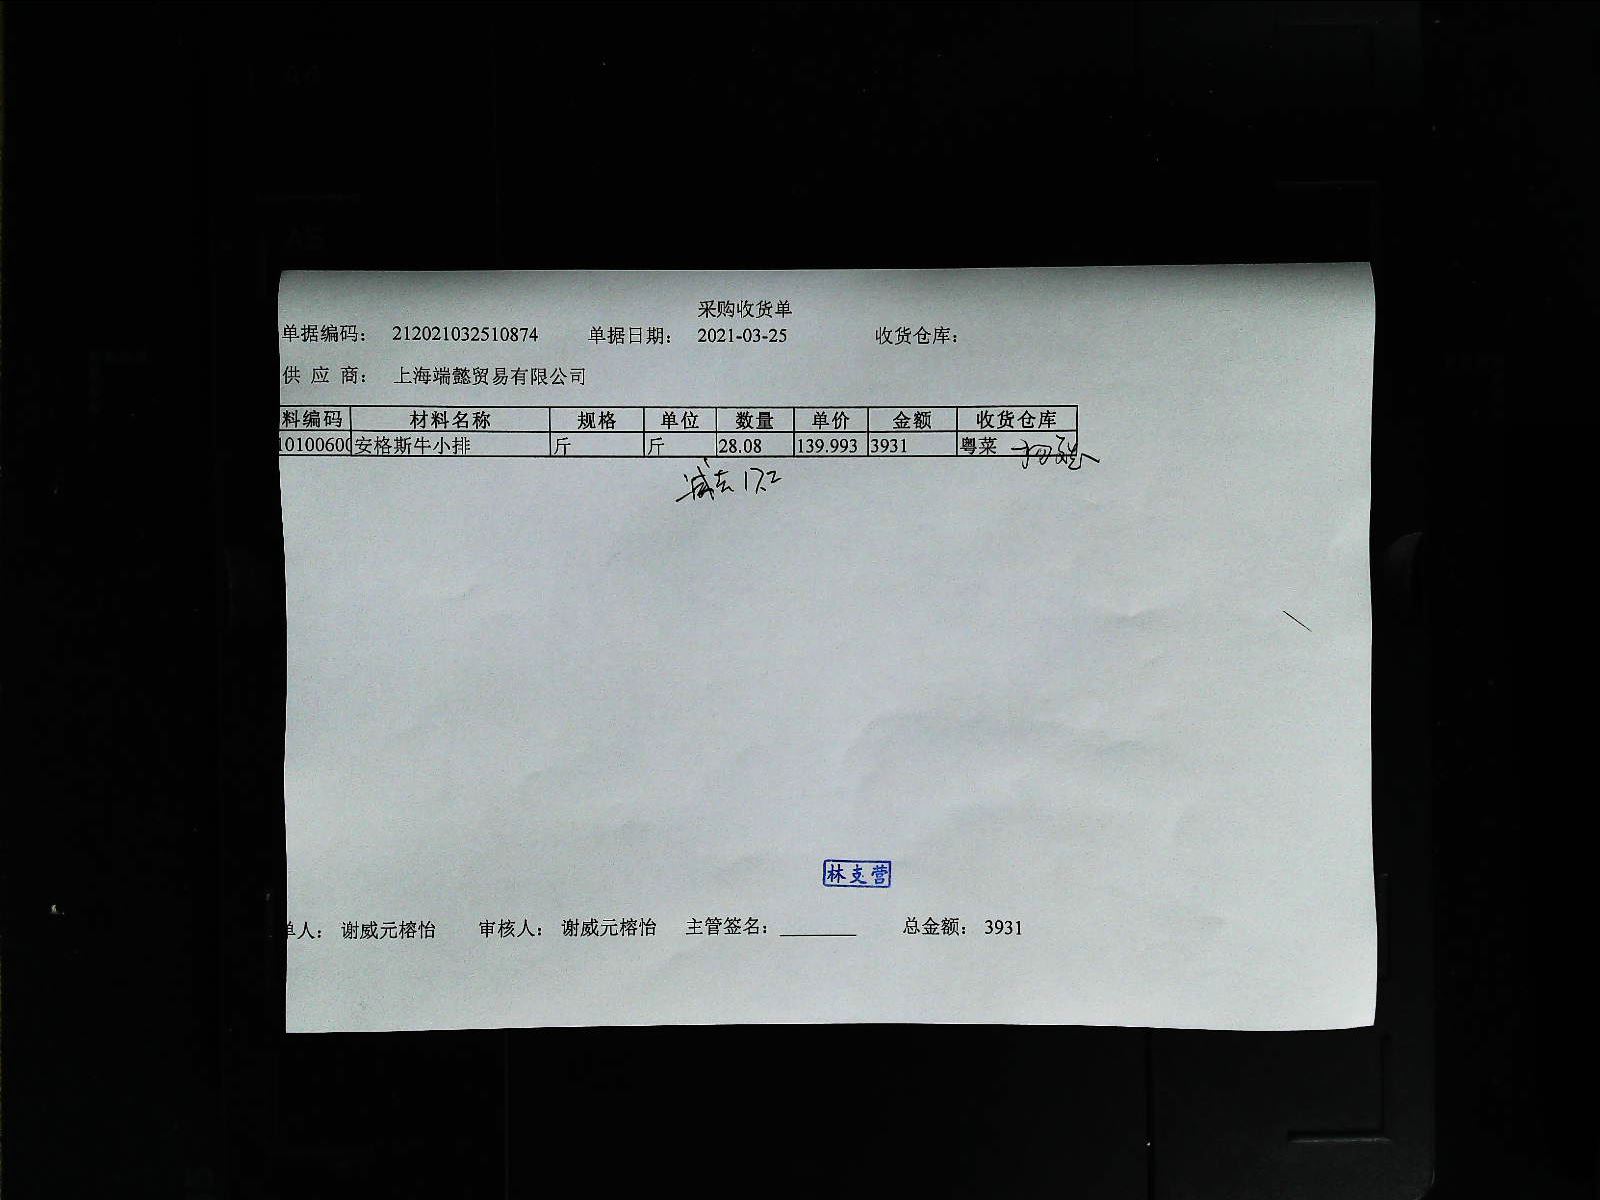 采购收货单
单据编码： 212021032510874 单据日期： 2021-03-25 收货仓库：
供 应 商： 上海端懿贸易有限公司
料编码 材料名称 规格 单位 数量 单价 金额 收货仓库
10100600 安格斯牛小排 斤 斤 28.08 139.993 3931 粤菜
减去
林支营
单人： 谢威元榕怡 审核人： 谢威元榕怡 主管签名： 总金额： 3931